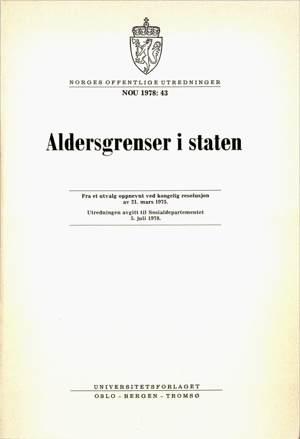 NORGES OFFENTLIGE UTREDNINGER
NOU 1978: 43
Aldersgrenser i staten
Fra et utvalg oppnevnt ved kongelig resolusjon
av 21. mars 1975.
Utredningen avgitt til Sosialdepartementet
5. juli 1978.
UNIVERSITETSFORLAGET
OSLO - BERGEN - TROMSØ